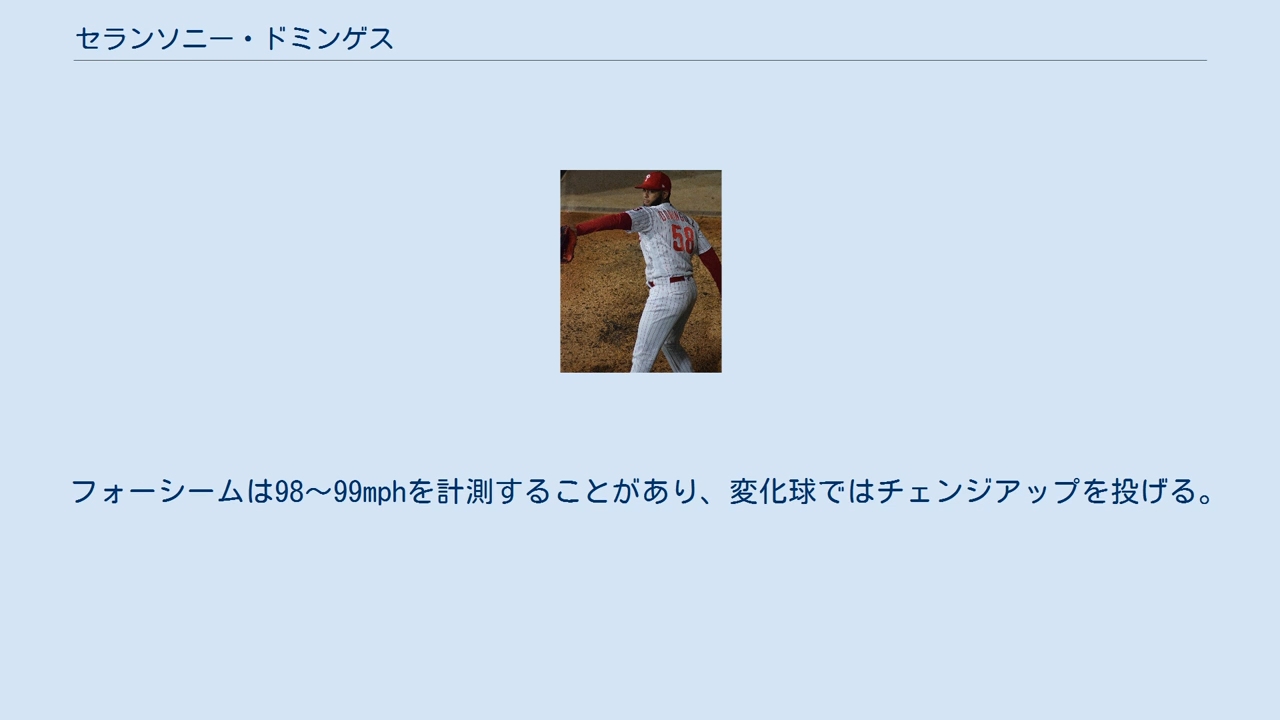 セランソニー・ドミンゲス
58
フォーシームは98～99mphを計測することがあり、変化球ではチェンジアップを投げる。